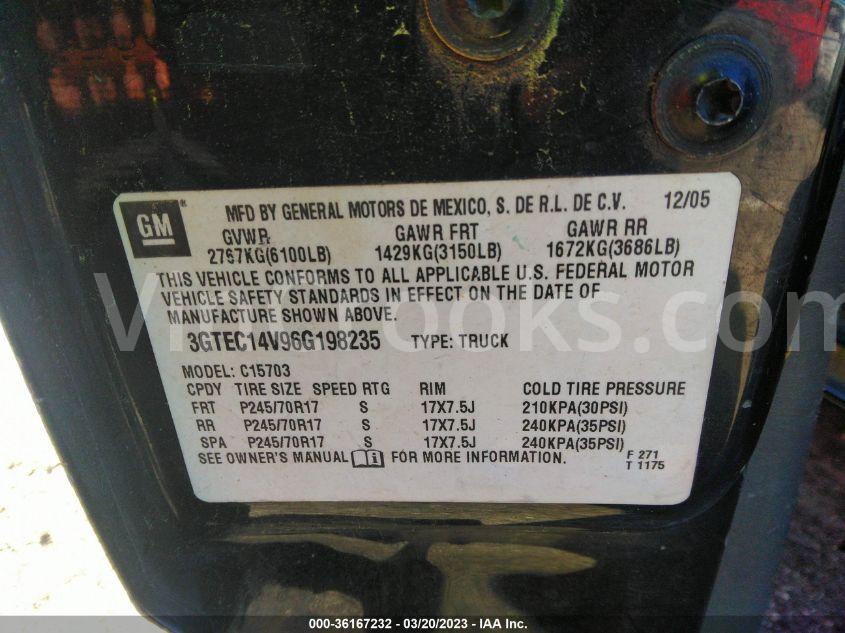 GM®
MFD BY GENERAL MOTORS DE MEXICO, S. DE R.L. DE C.V. 12/05
GVWR GAWR FRT GAWR RR
2767KG(6100LB) 1429KG(3150LB) 1672KG(3686LB)
THIS VEHICLE CONFORMS TO ALL APPLICABLE U.S. FEDERAL MOTOR
VEHICLE SAFETY STANDARDS IN EFFECT ON THE DATE OF
MANUFACTURE SHOWN ABOVE.
3GTEC14V96G198235 TYPE: TRUCK
MODEL: C15703
CPDY TIRE SIZE SPEED RTG RIM COLD TIRE PRESSURE
FRT P245/70R17 S 17X7.5J 210KPA(30PSI)
RR P245/70R17 S 17X7.5J 240KPA(35PSI)
SPA P245/70R17 S 17X7.5J 240KPA(35PSI)
SEE OWNER'S MANUAL FOR MORE INFORMATION.
F 271
T 1175
000-36167232 - 03/20/2023 - IAA Inc.